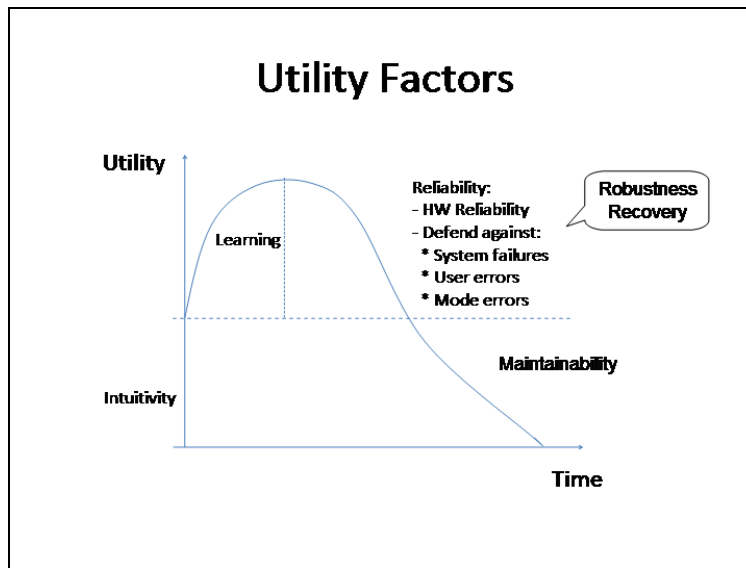 Utility Factors
Utility
Learning
Intuitivity
Reliability:
- HW Reliability
- Defend against:
* System failures
* User errors
* Mode errors
Robustness
Recovery
Maintainability
Time